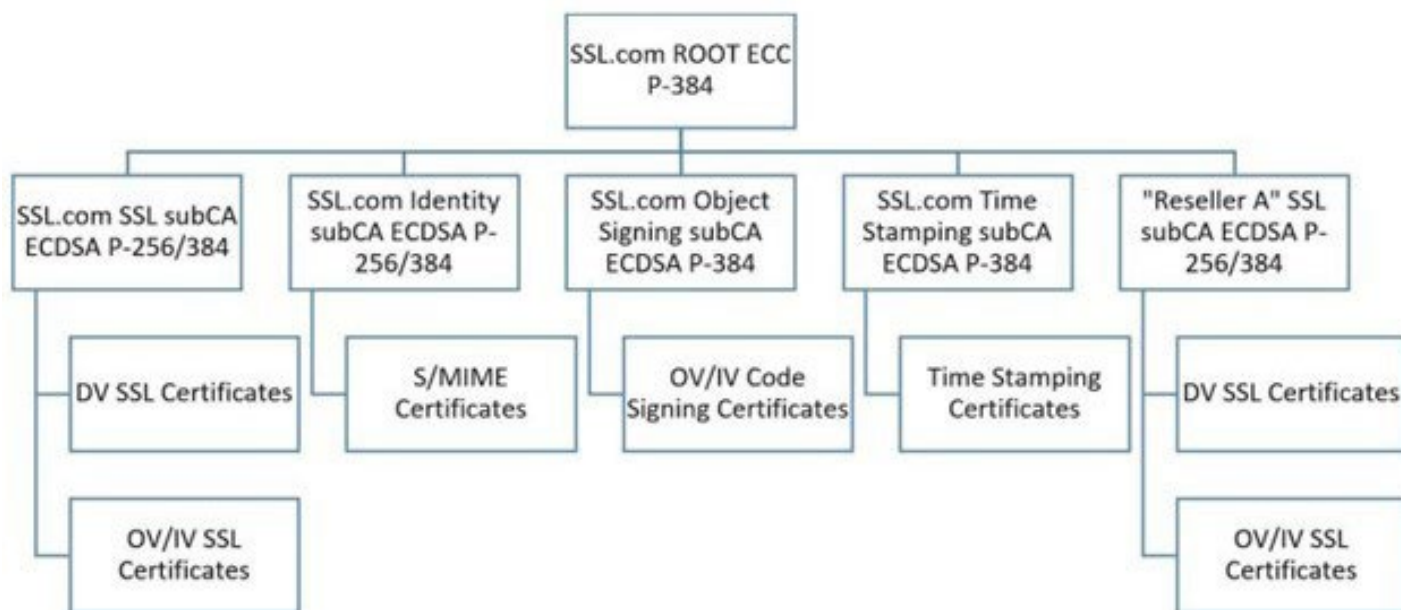 SSL.com ROOT ECC
P-384
SSL.com SSL subCA
ECDSA P-256/384
SSL.com Identity
subCA ECDSA P-
256/384
SSL.com Object
Signing subCA
ECDSA P-384
SSL.com Time
Stamping subCA
ECDSA P-384
"Reseller A" SSL
subCA ECDSA P-
256/384
DV SSL Certificates
S/MIME
Certificates
OV/IV Code
Signing Certificates
Time Stamping
Certificates
DV SSL Certificates
OV/IV SSL
Certificates
OV/IV SSL
Certificates